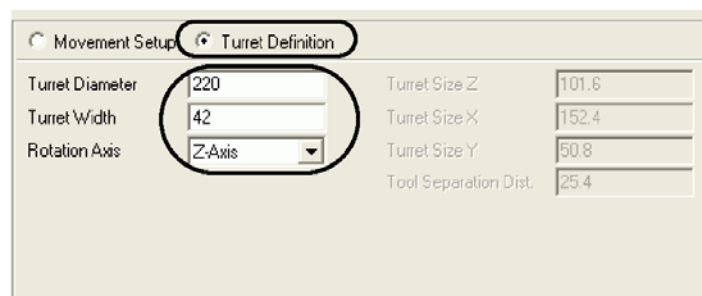 Movement Setup Turret Definition
Turret Diameter 220 Turret Size Z 101.6
Turret Width 42 Turret Size X 152.4
Rotation Axis Z-Axis Turret Size Y 50.8
Tool Separation Dist. 25.4